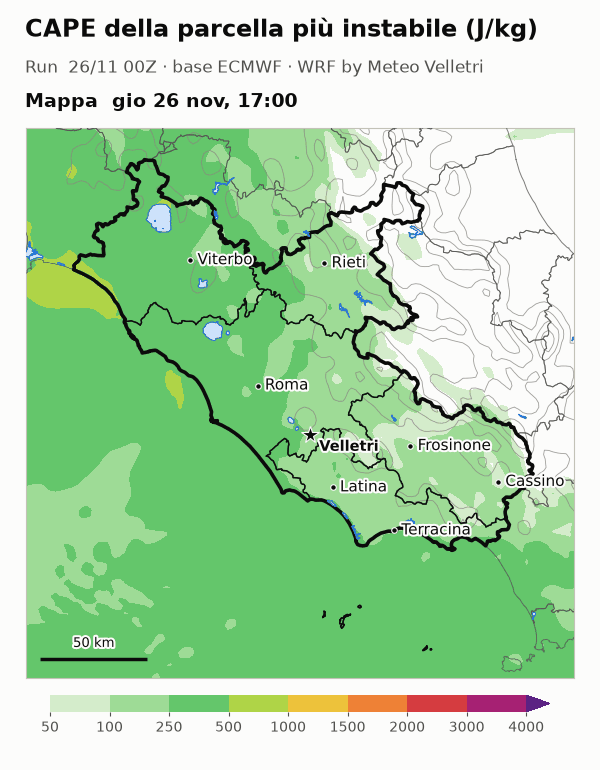 CAPE della parcella più instabile (J/kg)
Run  26/11 00Z · base ECMWF · WRF by Meteo Velletri
Mappa  gio 26 nov, 17:00
Viterbo
Rieti
Roma
Velletri
Frosinone
Cassino
Latina
Terracina
50 km
50 100 250 500 1000 1500 2000 3000 4000